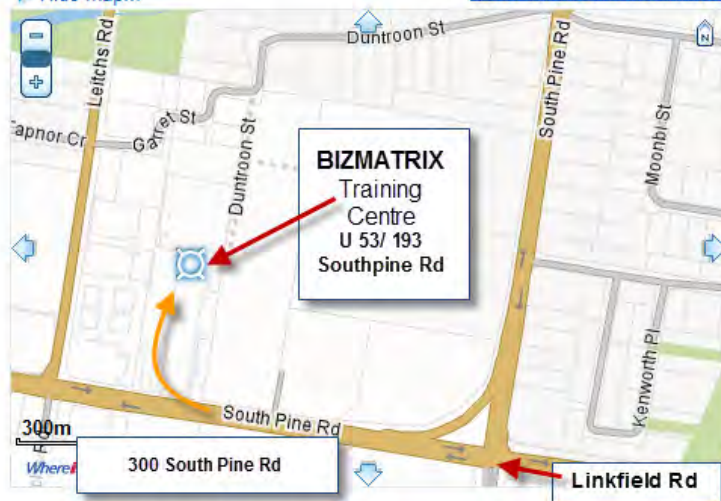 Duntroon St
South Pine Rd
N
Leitchs Rd
Garret St
Duntroon St
Moonbi St
BIZMATRIX
Training
Centre
U 53/ 193
Southpine Rd
Kenworth Pl
South Pine Rd
300m
300 South Pine Rd
Linkfield Rd